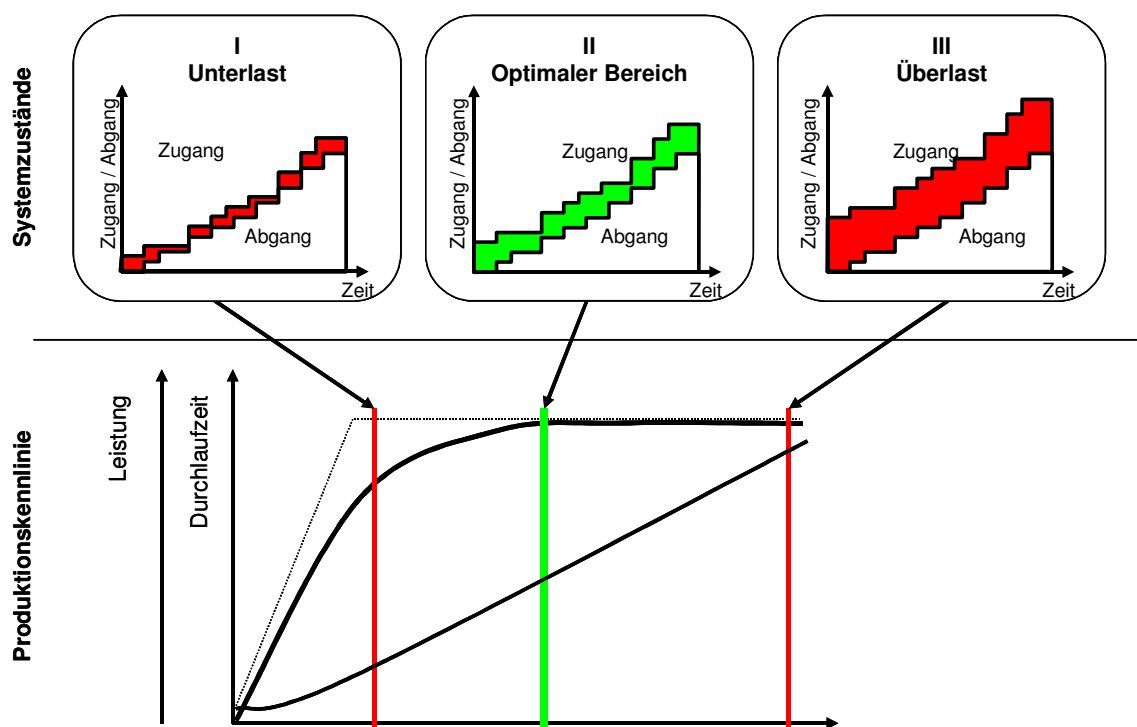 Systemzustände
I
Unterlast
Zugang / Abgang
Zugang
Abgang
Zeit
II
Optimaler Bereich
Zugang / Abgang
Zugang
Abgang
Zeit
III
Überlast
Zugang / Abgang
Zugang
Abgang
Zeit
Produktionskennlinie
Leistung
Durchlaufzeit